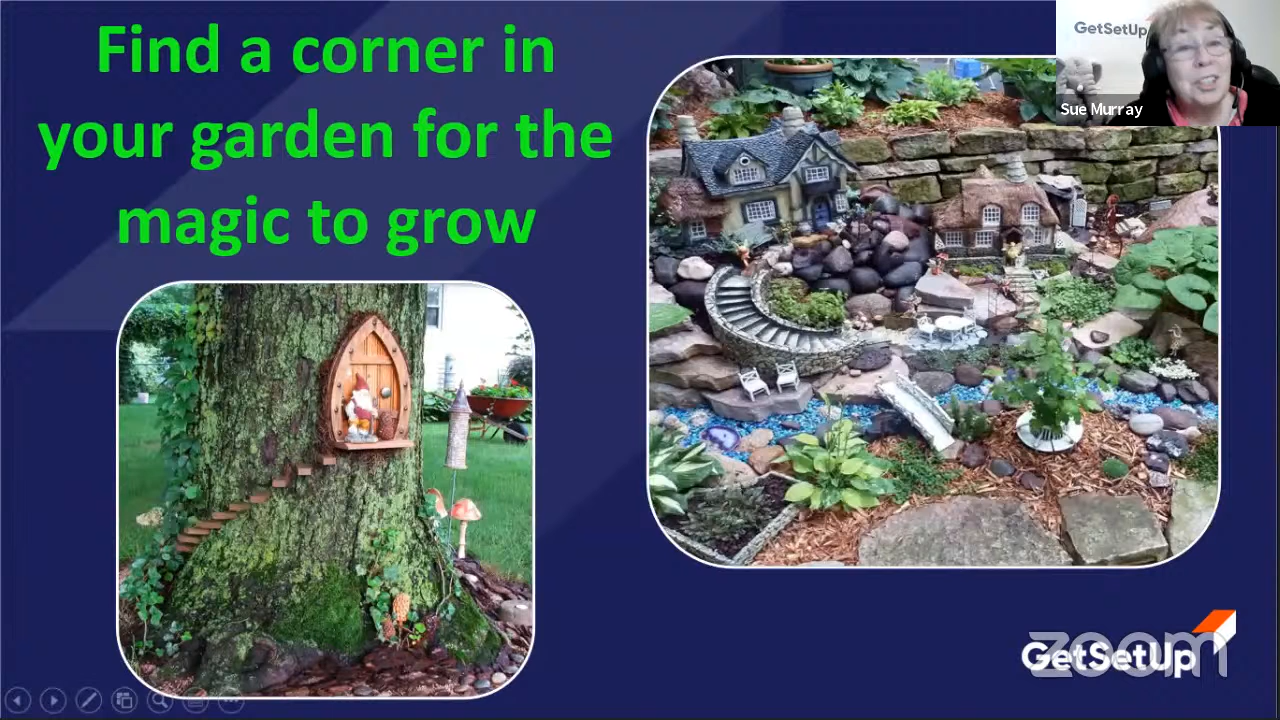 Find a corner in
your garden for the
magic to grow
GetSetUp
Sue Murray
zoom
GetSetUp